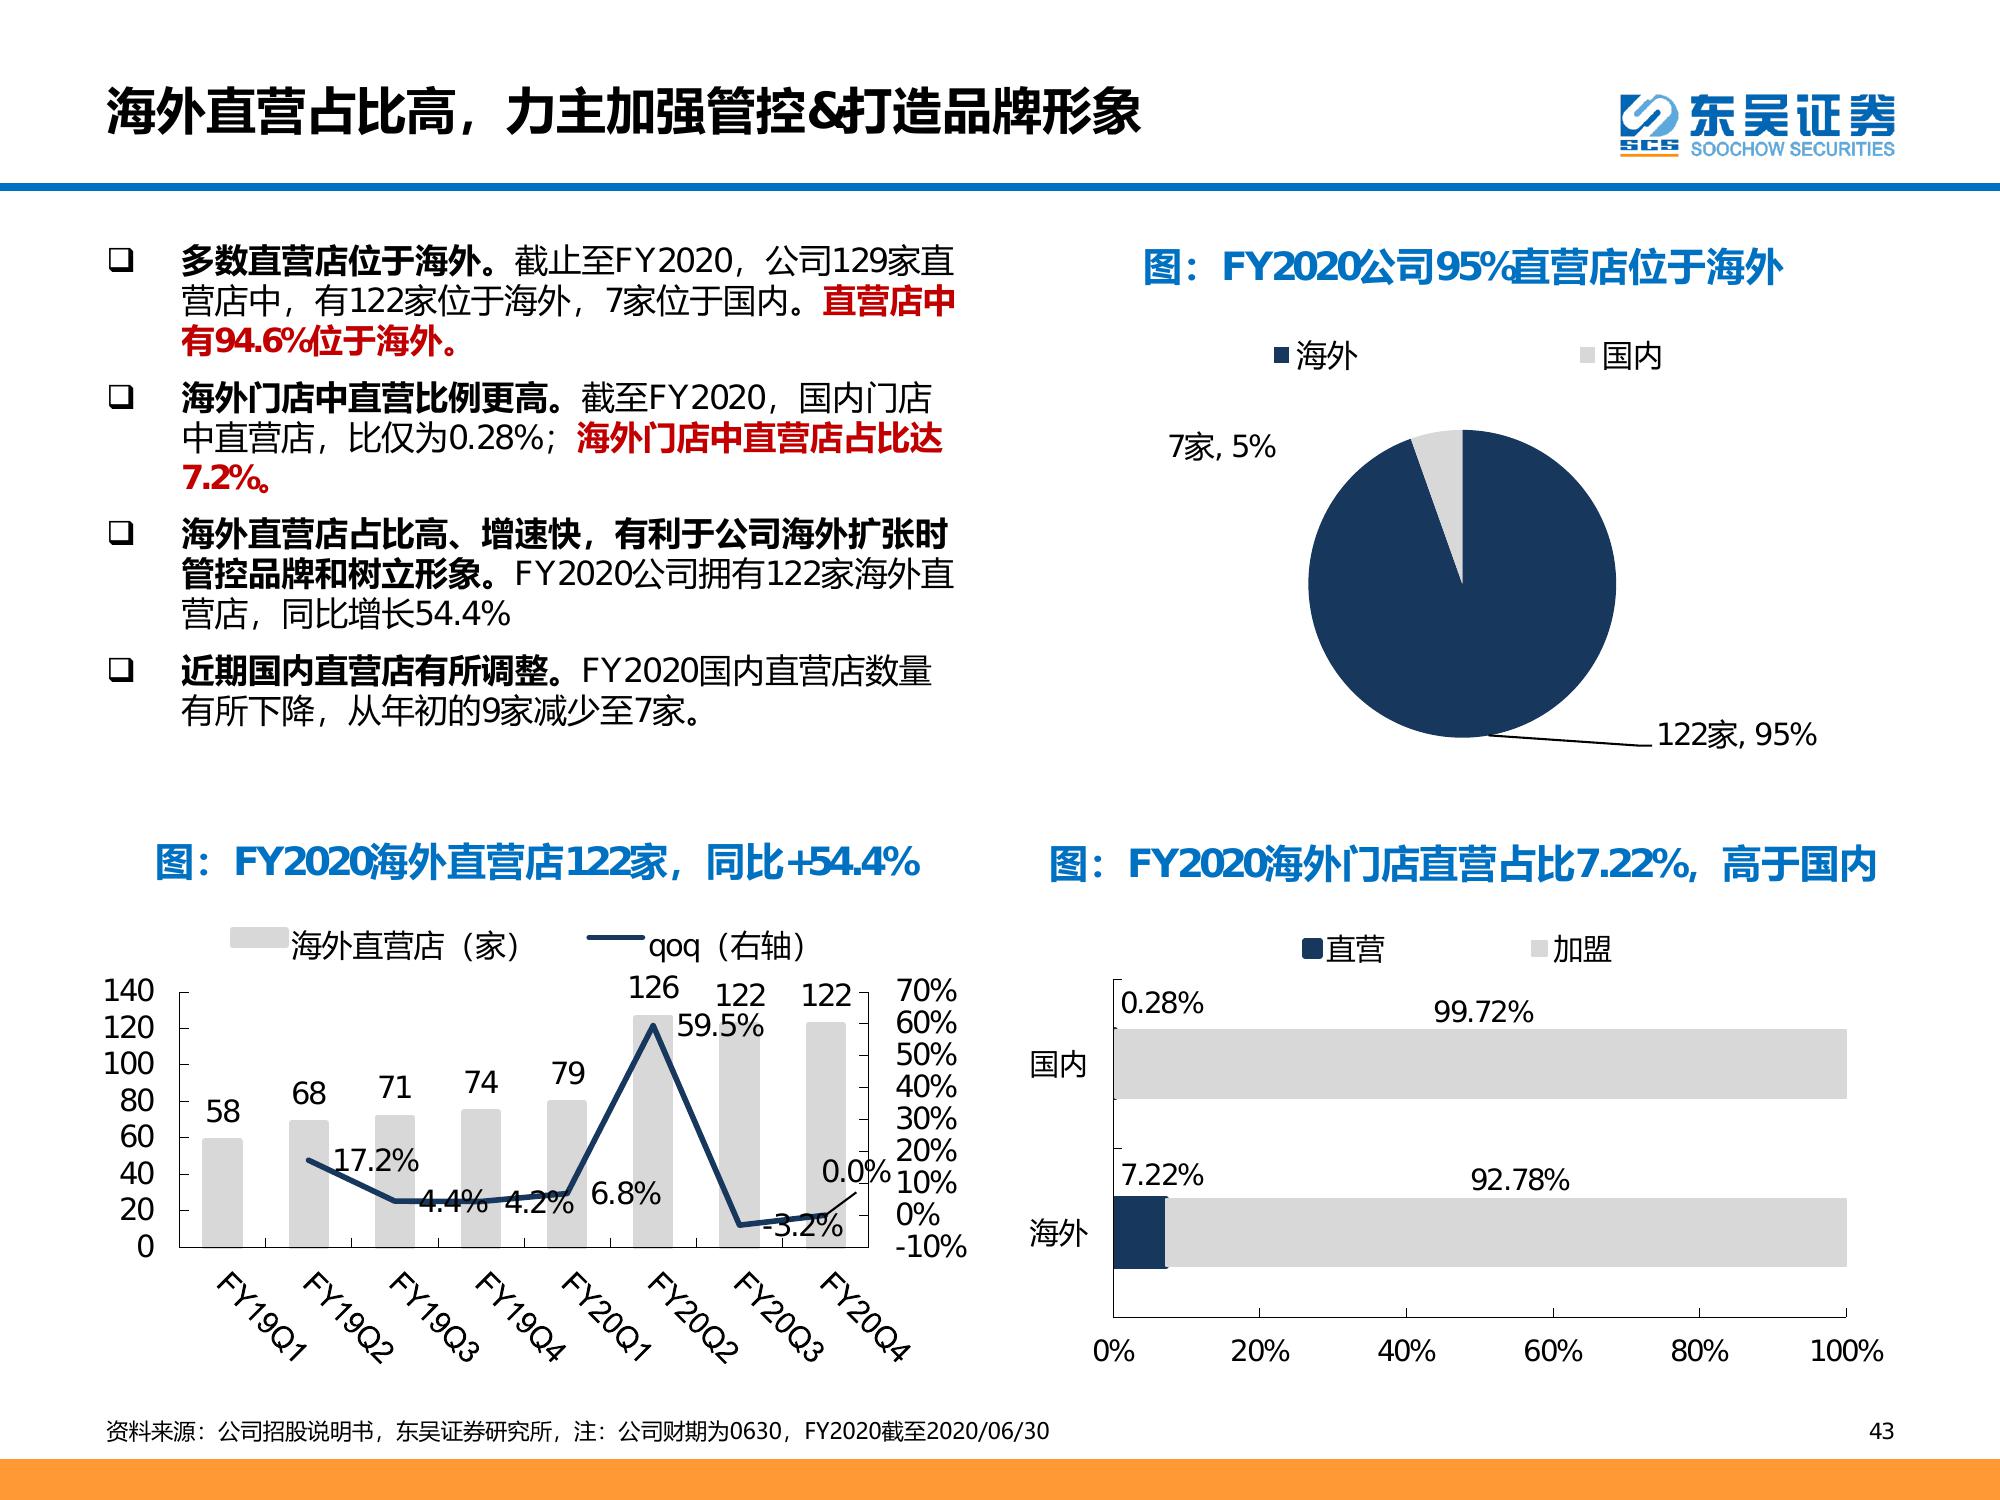 海外直营占比高，力主加强管控&打造品牌形象
SCS
东吴证券
SOOCHOW SECURITIES
❑ 多数直营店位于海外。截止至FY2020，公司129家直
营店中，有122家位于海外，7家位于国内。直营店中
有94.6%位于海外。
❑ 海外门店中直营比例更高。截至FY2020，国内门店
中直营店，比仅为0.28%；海外门店中直营店占比达
7.2%。
❑ 海外直营店占比高、增速快，有利于公司海外扩张时
管控品牌和树立形象。FY2020公司拥有122家海外直
营店，同比增长54.4%
❑ 近期国内直营店有所调整。FY2020国内直营店数量
有所下降，从年初的9家减少至7家。
图：FY2020公司95%直营店位于海外
海外 国内
7家, 5%
122家, 95%
图：FY2020海外直营店122家，同比+54.4%
海外直营店（家） qoq（右轴）
140
120
100
80
60
40
20
0
58
68
71
74
79
126
122
122
17.2%
4.4%
4.2%
6.8%
59.5%
-3.2%
0.0%
70%
60%
50%
40%
30%
20%
10%
0%
-10%
FY19Q1
FY19Q2
FY19Q3
FY19Q4
FY20Q1
FY20Q2
FY20Q3
FY20Q4
图：FY2020海外门店直营占比7.22%，高于国内
直营 加盟
0.28% 99.72%
国内
7.22% 92.78%
海外
0% 20% 40% 60% 80% 100%
资料来源：公司招股说明书，东吴证券研究所，注：公司财期为0630，FY2020截至2020/06/30
43